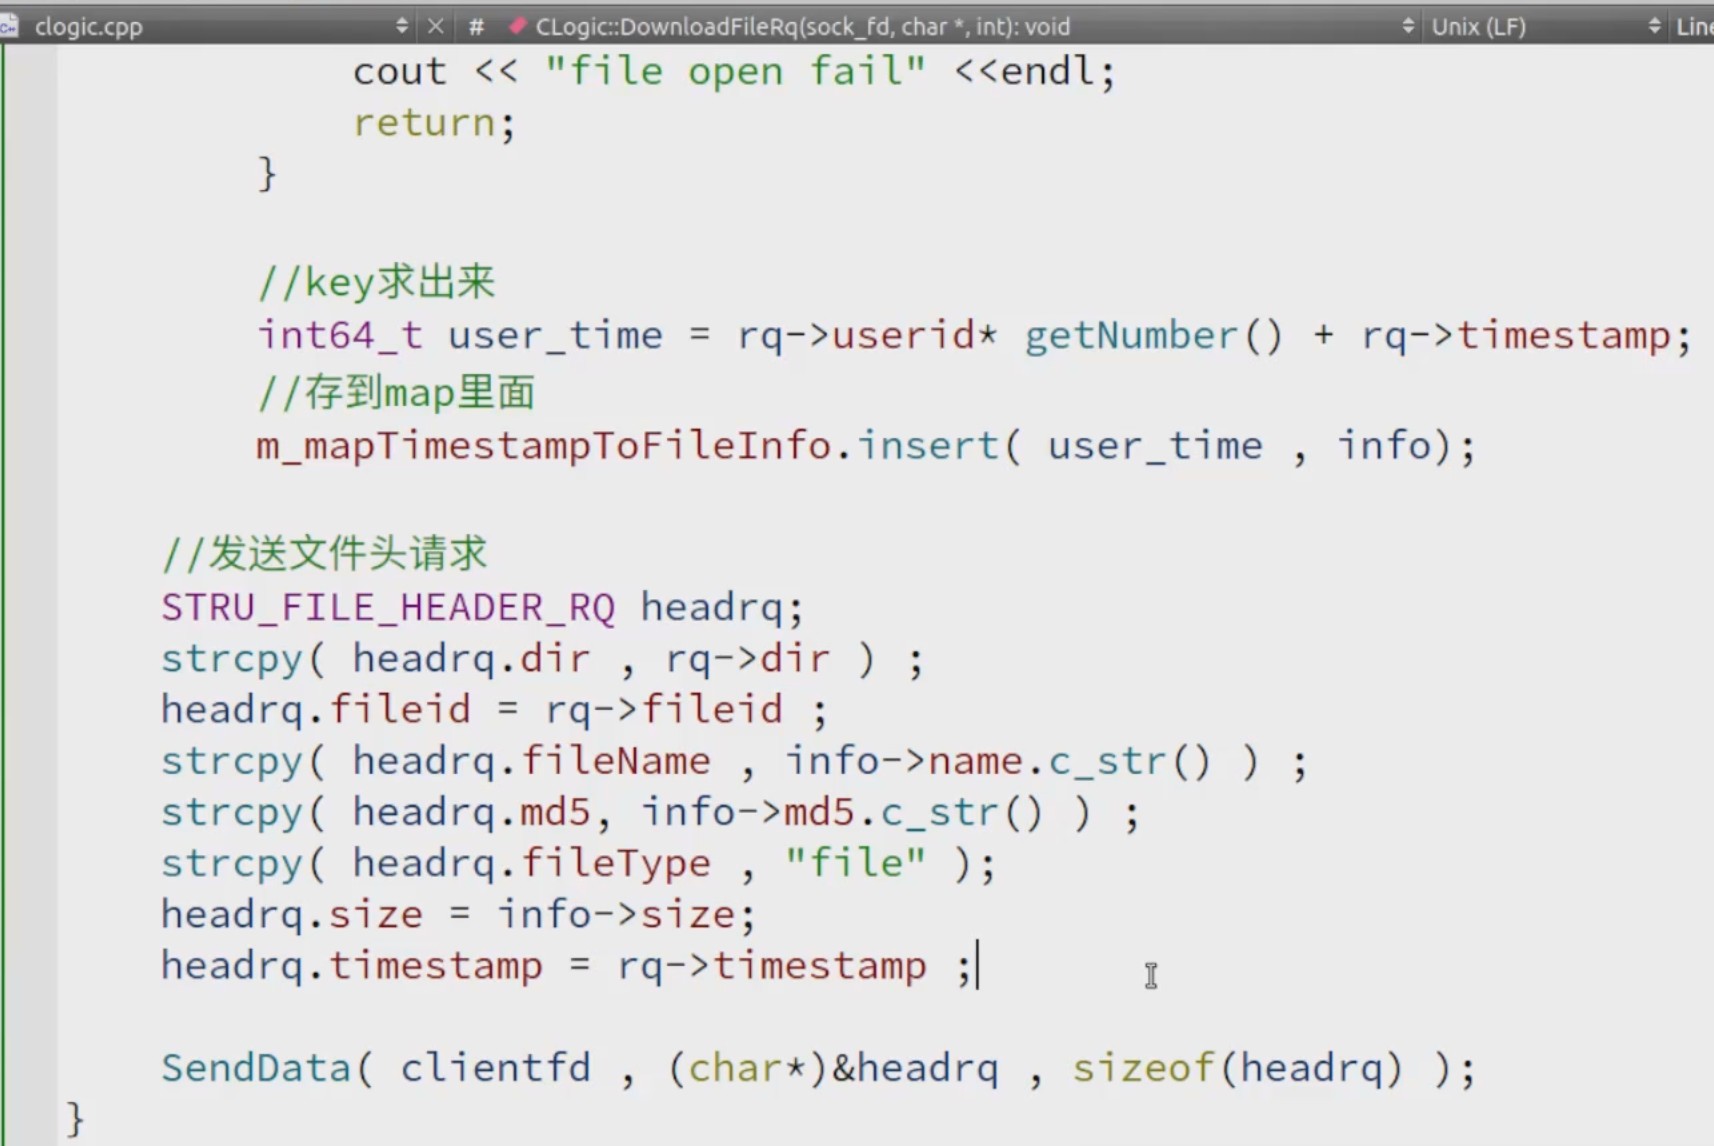 clogic.cpp # CLogic::DownloadFileRq(sock_fd, char *, int): void Unix (LF)
cout << "file open fail" <<endl;
return;
}
//key求出来
int64_t user_time = rq->userid* getNumber() + rq->timestamp;
//存到map里面
m_mapTimestampToFileInfo.insert( user_time , info);
//发送文件头请求
STRU_FILE_HEADER_RQ headrq;
strcpy( headrq.dir , rq->dir ) ;
headrq.fileid = rq->fileid ;
strcpy( headrq.fileName , info->name.c_str() ) ;
strcpy( headrq.md5, info->md5.c_str() ) ;
strcpy( headrq.fileType , "file" );
headrq.size = info->size;
headrq.timestamp = rq->timestamp ;
SendData( clientfd , (char*)&headrq , sizeof(headrq) );
}